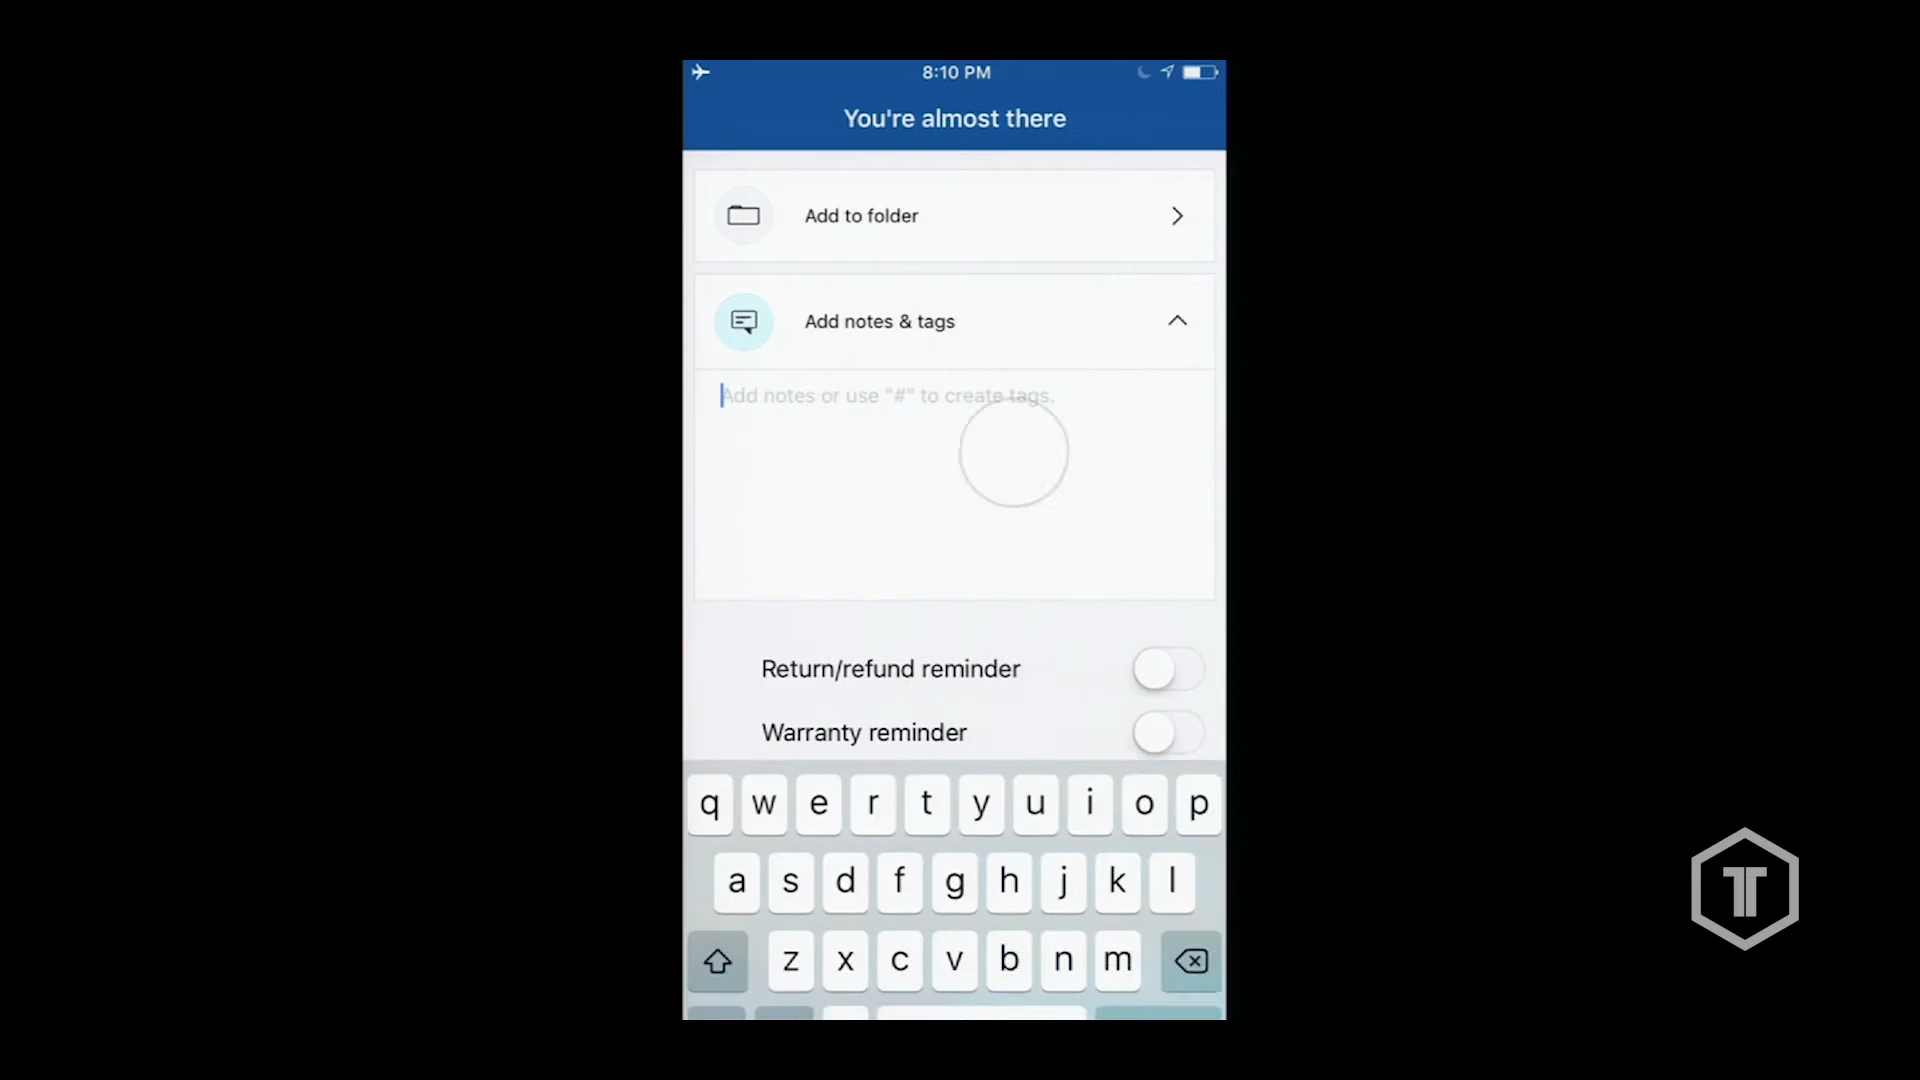 8:10 PM
You're almost there
Add to folder
Add notes & tags
Add notes or use "#" to create tags.
Return/refund reminder
Warranty reminder
q w e r t y u i o p
a s d f g h j k l
z x c v b n m